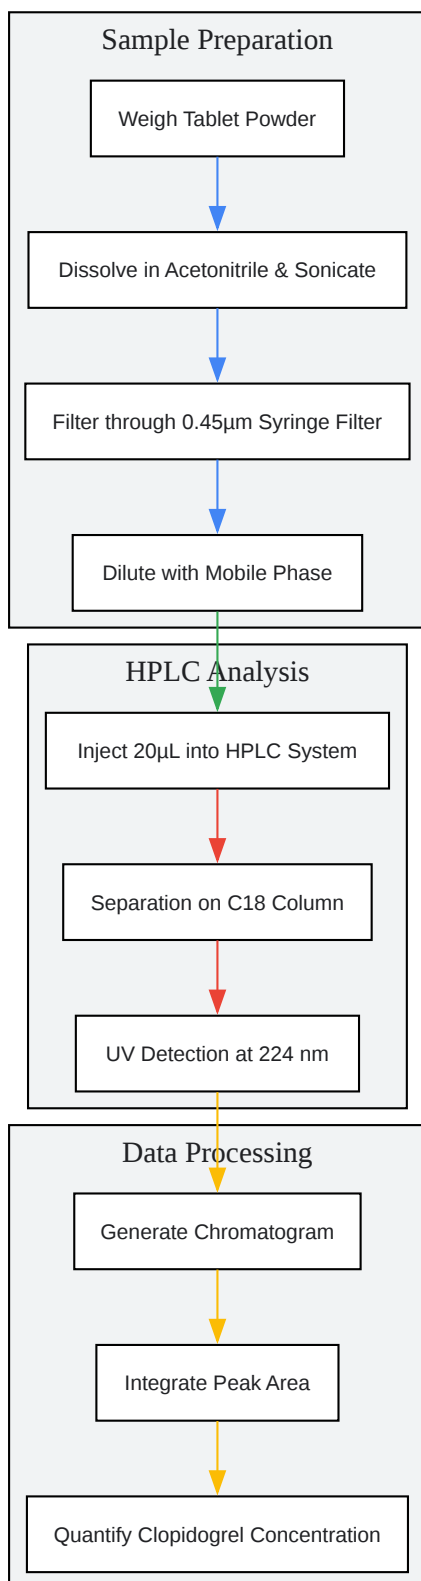 Sample Preparation
Weigh Tablet Powder
Dissolve in Acetonitrile & Sonicate
Filter through 0.45µm Syringe Filter
Dilute with Mobile Phase
HPLC Analysis
Inject 20µL into HPLC System
Separation on C18 Column
UV Detection at 224 nm
Data Processing
Generate Chromatogram
Integrate Peak Area
Quantify Clopidogrel Concentration